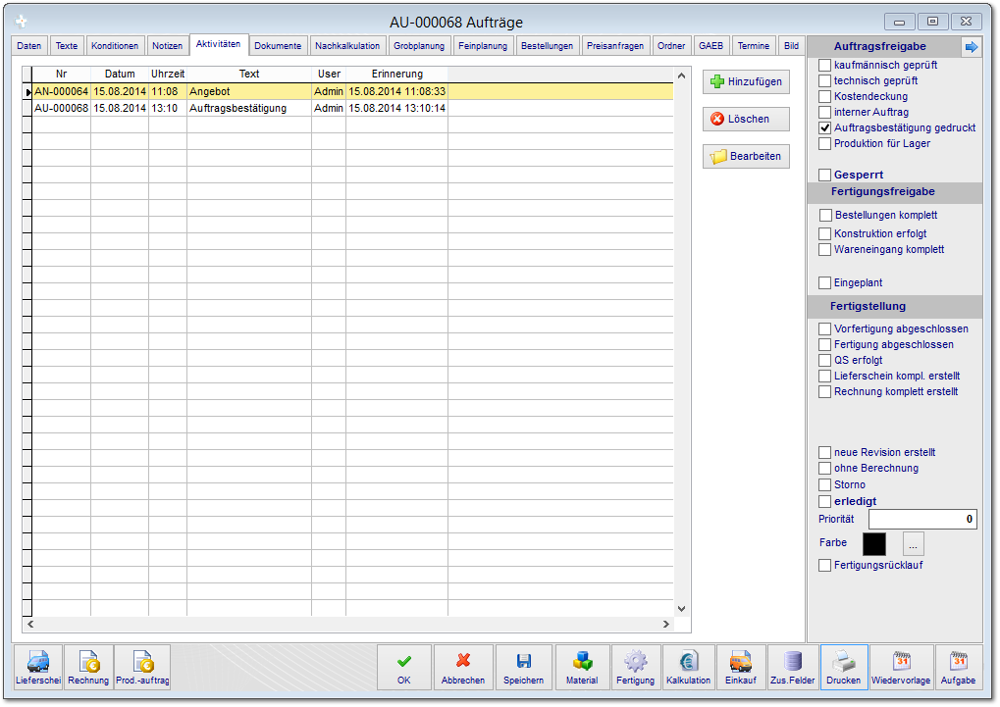 AU-000068 Aufträge
Daten Texte Konditionen Notizen Aktivitäten Dokumente Nachkalkulation Grobplanung Feinplanung Bestellungen Preisanfragen Ordner GAEB Termine Bild
Nr Datum Uhrzeit Text User Erinnerung
AN-000064 15.08.2014 11:08 Angebot Admin 15.08.2014 11:08:33
AU-000068 15.08.2014 13:10 Auftragsbestätigung Admin 15.08.2014 13:10:14
Hinzufügen
Löschen
Bearbeiten
Auftragsfreigabe
kaufmännisch geprüft
technisch geprüft
Kostendeckung
interner Auftrag
Auftragsbestätigung gedruckt
Produktion für Lager
Gesperrt
Fertigungsfreigabe
Bestellungen komplett
Konstruktion erfolgt
Wareneingang komplett
Eingeplant
Fertigstellung
Vorfertigung abgeschlossen
Fertigung abgeschlossen
QS erfolgt
Lieferschein kompl. erstellt
Rechnung komplett erstellt
neue Revision erstellt
ohne Berechnung
Storno
erledigt
Priorität 0
Farbe ...
Fertigungsrücklauf
Lieferschei Rechnung Prod.-auftrag OK Abbrechen Speichern Material Fertigung Kalkulation Einkauf Zus.Felder Drucken Wiedervorlage Aufgabe